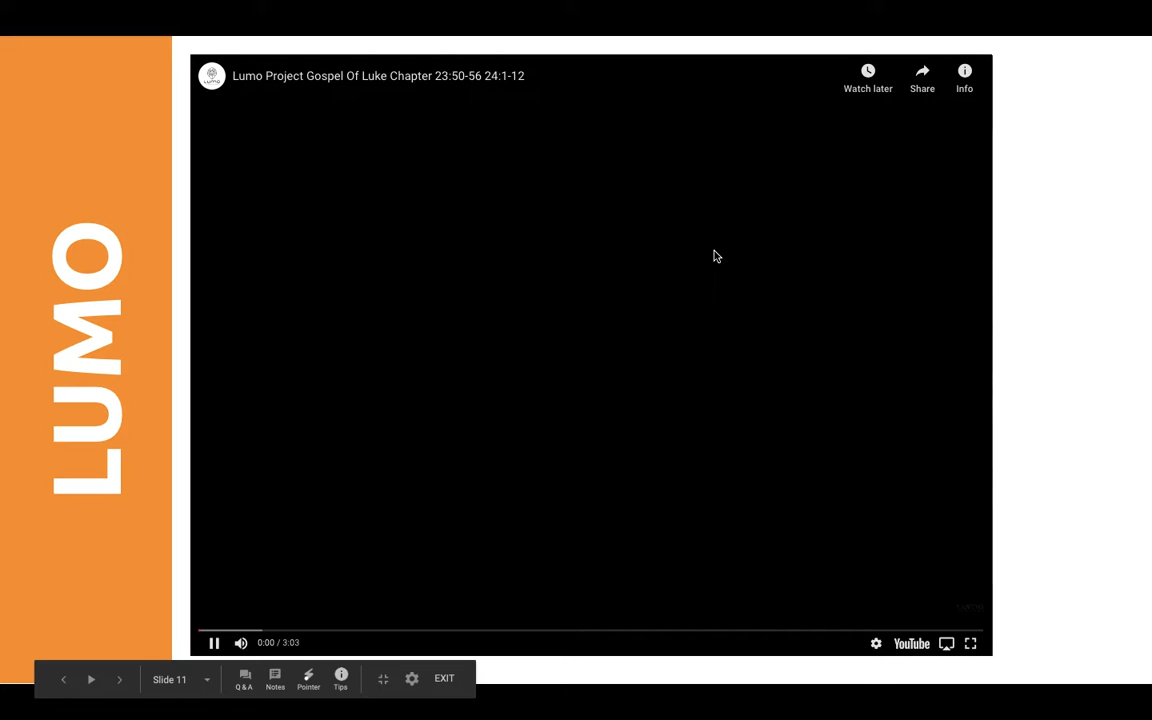 LUMO
Lumo Project Gospel Of Luke Chapter 23:50-56 24:1-12
Watch later
Share
Info
0:00 / 3:03
YouTube
Slide 11
Q & A
Notes
Pointer
Tips
EXIT